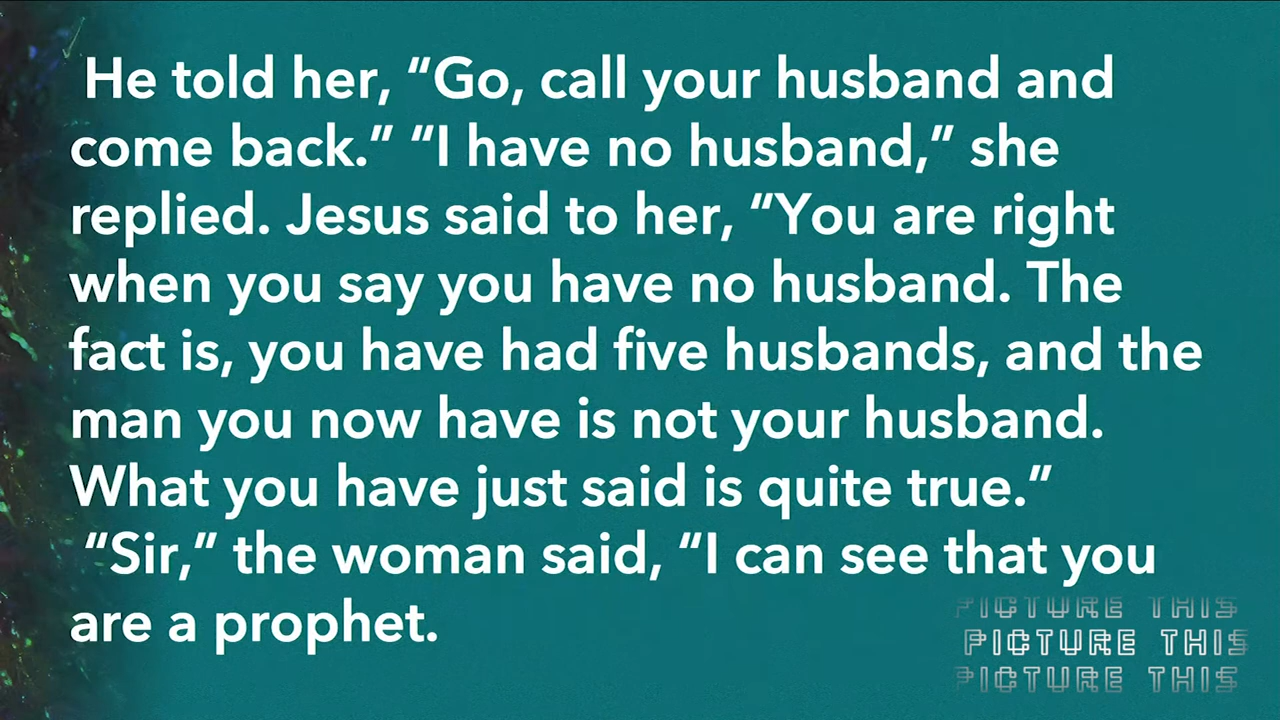 He told her, “Go, call your husband and
come back.” “I have no husband,” she
replied. Jesus said to her, “You are right
when you say you have no husband. The
fact is, you have had five husbands, and the
man you now have is not your husband.
What you have just said is quite true.”
“Sir,” the woman said, “I can see that you
are a prophet.
PICTURE THIS
PICTURE THIS
PICTURE THIS